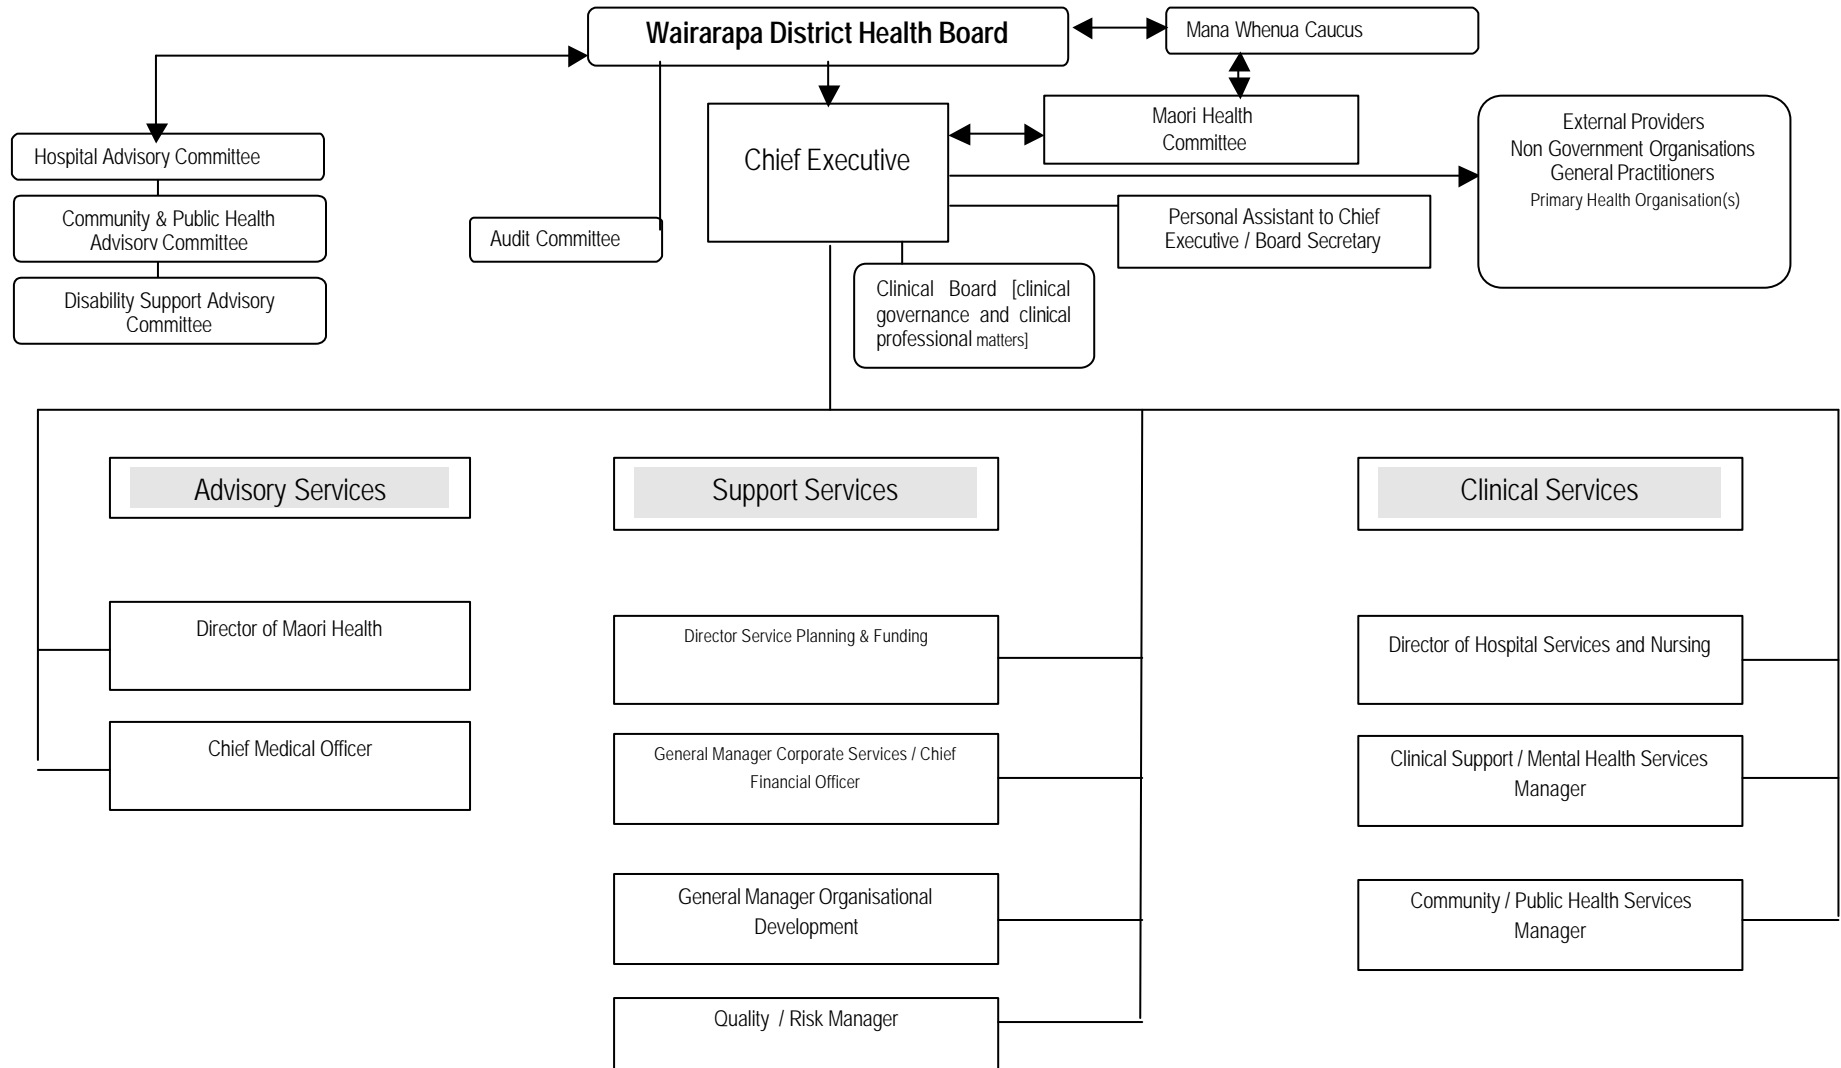 Wairarapa District Health Board
Mana Whenua Caucus
Maori Health
Committee
External Providers
Non Government Organisations
General Practitioners
Primary Health Organisation(s)
Hospital Advisory Committee
Chief Executive
Community & Public Health
Advisory Committee
Audit Committee
Personal Assistant to Chief
Executive / Board Secretary
Disability Support Advisory
Committee
Clinical Board [clinical
governance and clinical
professional matters]
Advisory Services
Support Services
Clinical Services
Director of Maori Health
Director Service Planning & Funding
Director of Hospital Services and Nursing
Chief Medical Officer
General Manager Corporate Services / Chief
Financial Officer
Clinical Support / Mental Health Services
Manager
General Manager Organisational
Development
Community / Public Health Services
Manager
Quality / Risk Manager